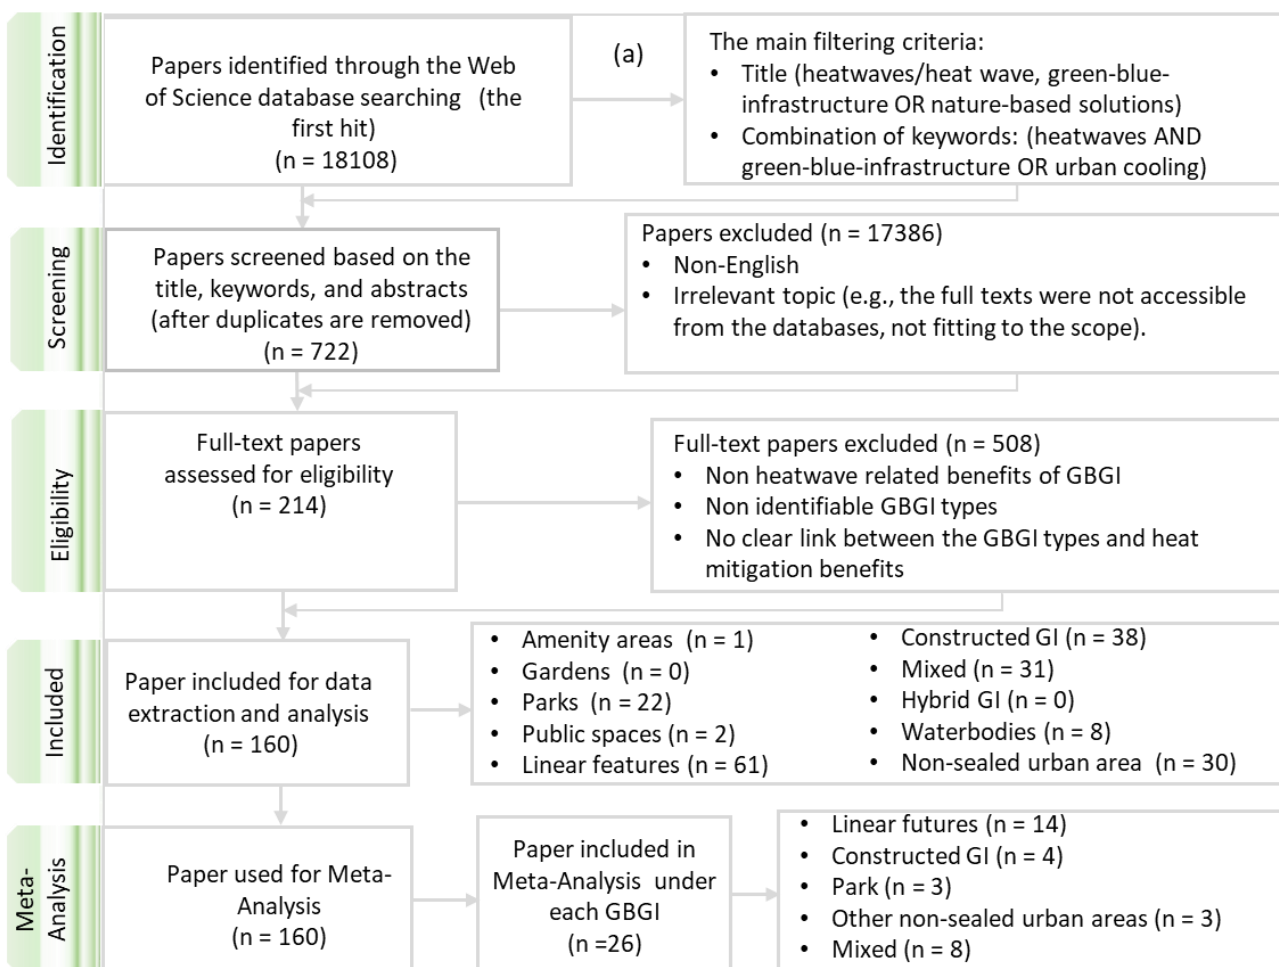 Identification
Papers identified through the Web
of Science database searching (the
first hit)
(n = 18108)
(a)
The main filtering criteria:
• Title (heatwaves/heat wave, green-blue-
infrastructure OR nature-based solutions)
• Combination of keywords: (heatwaves AND
green-blue-infrastructure OR urban cooling)
Screening
Papers screened based on the
title, keywords, and abstracts
(after duplicates are removed)
(n = 722)
Papers excluded (n = 17386)
• Non-English
• Irrelevant topic (e.g., the full texts were not accessible
from the databases, not fitting to the scope).
Eligibility
Full-text papers
assessed for eligibility
(n = 214)
Full-text papers excluded (n = 508)
• Non heatwave related benefits of GBGI
• Non identifiable GBGI types
• No clear link between the GBGI types and heat
mitigation benefits
Included
Paper included for data
extraction and analysis
(n = 160)
• Amenity areas (n = 1)
• Gardens (n = 0)
• Parks (n = 22)
• Public spaces (n = 2)
• Linear features (n = 61)
• Constructed GI (n = 38)
• Mixed (n = 31)
• Hybrid GI (n = 0)
• Waterbodies (n = 8)
• Non-sealed urban area (n = 30)
Meta-
Analysis
Paper used for Meta-
Analysis
(n = 160)
Paper included in
Meta-Analysis under
each GBGI
(n =26)
• Linear futures (n = 14)
• Constructed GI (n = 4)
• Park (n = 3)
• Other non-sealed urban areas (n = 3)
• Mixed (n = 8)